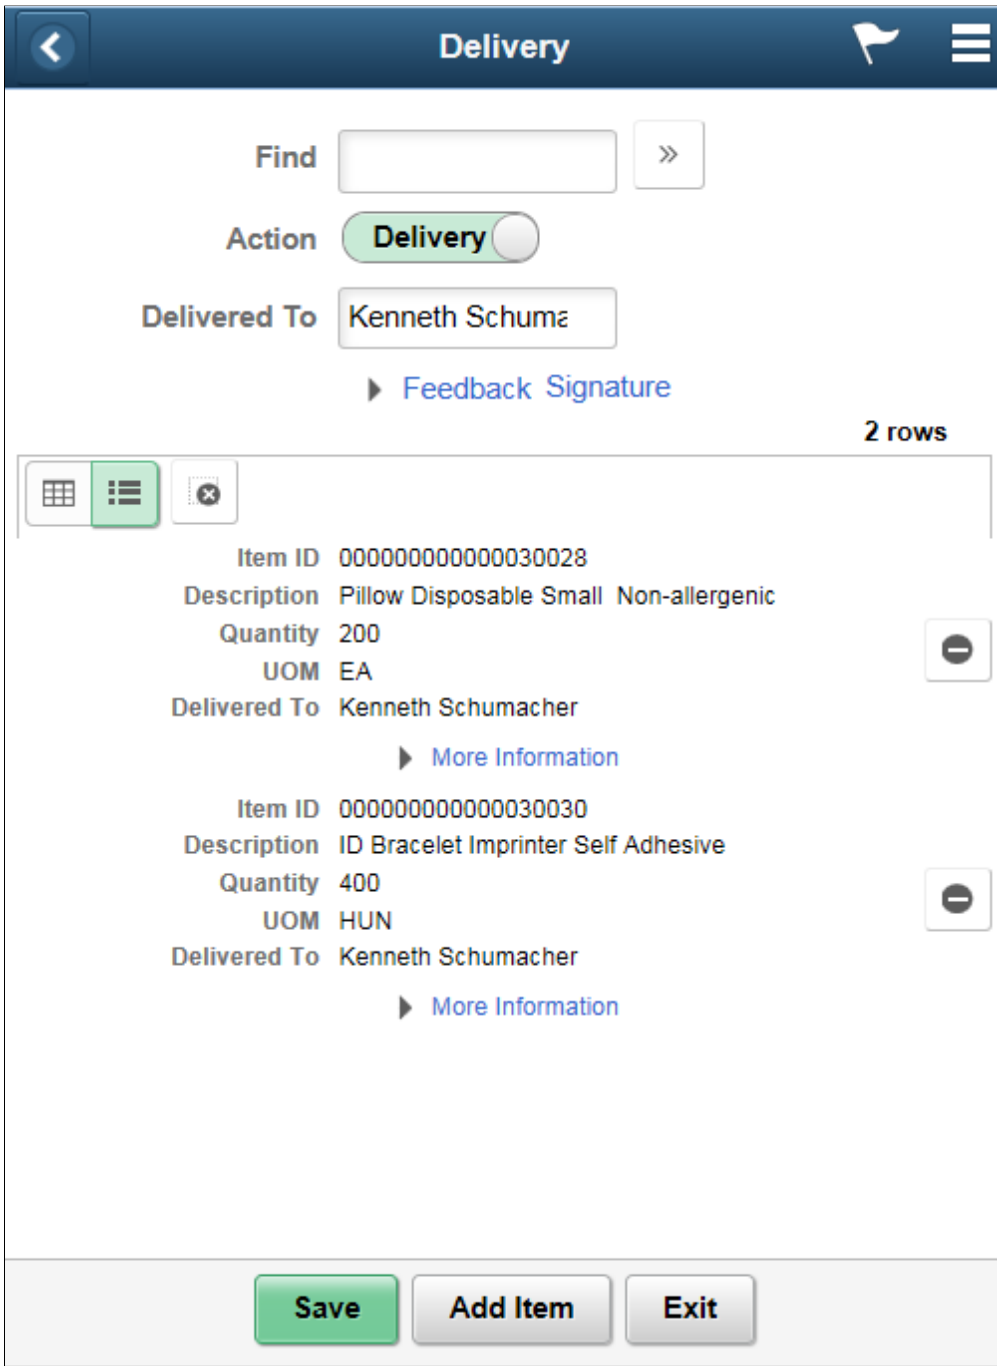 Delivery
Find
Action Delivery
Delivered To Kenneth Schuma
Feedback Signature
2 rows
Item ID 000000000000030028
Description Pillow Disposable Small  Non-allergenic
Quantity 200
UOM EA
Delivered To Kenneth Schumacher
More Information
Item ID 000000000000030030
Description ID Bracelet Imprinter Self Adhesive
Quantity 400
UOM HUN
Delivered To Kenneth Schumacher
More Information
Save Add Item Exit